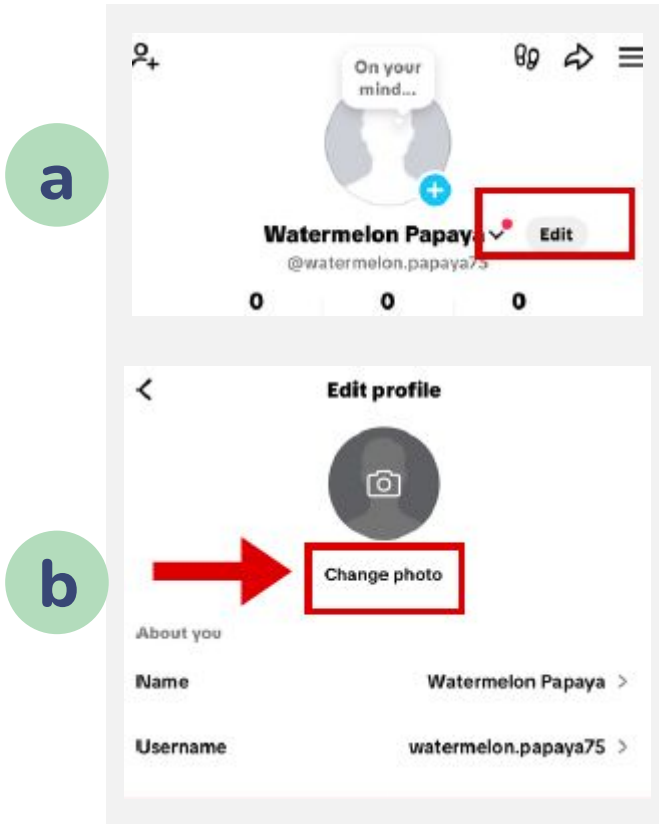 a
On your
mind...
Watermelon Papaya Edit
@watermelon.papaya75
0 0 0
b
Edit profile
Change photo
About you
Name Watermelon Papaya >
Username watermelon.papaya75 >